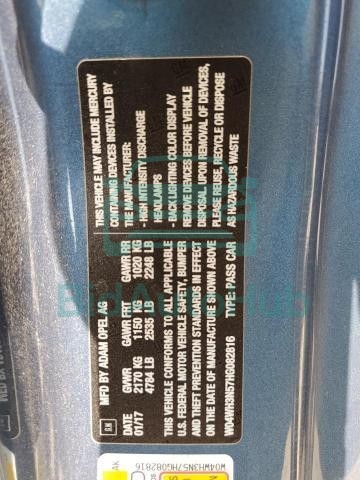 GM
MFD BY ADAM OPEL AG
DATE GVWR GAWR FRT GAWR RR
01/17 2170 KG 1150 KG 1020 KG
4784 LB 2535 LB 2248 LB
THIS VEHICLE CONFORMS TO ALL APPLICABLE
U.S. FEDERAL MOTOR VEHICLE SAFETY, BUMPER
AND THEFT PREVENTION STANDARDS IN EFFECT
ON THE DATE OF MANUFACTURE SHOWN ABOVE
W04WH3N57HG082816 TYPE: PASS CAR
THIS VEHICLE MAY INCLUDE MERCURY
CONTAINING DEVICES INSTALLED BY
THE MANUFACTURER:
- HIGH INTENSITY DISCHARGE
HEADLAMPS
- BACKLIGHTING COLOR DISPLAY
REMOVE DEVICES BEFORE VEHICLE
DISPOSAL. UPON REMOVAL OF DEVICES,
PLEASE REUSE, RECYCLE OR DISPOSE
AS HAZARDOUS WASTE
W04WH3N57HG082816